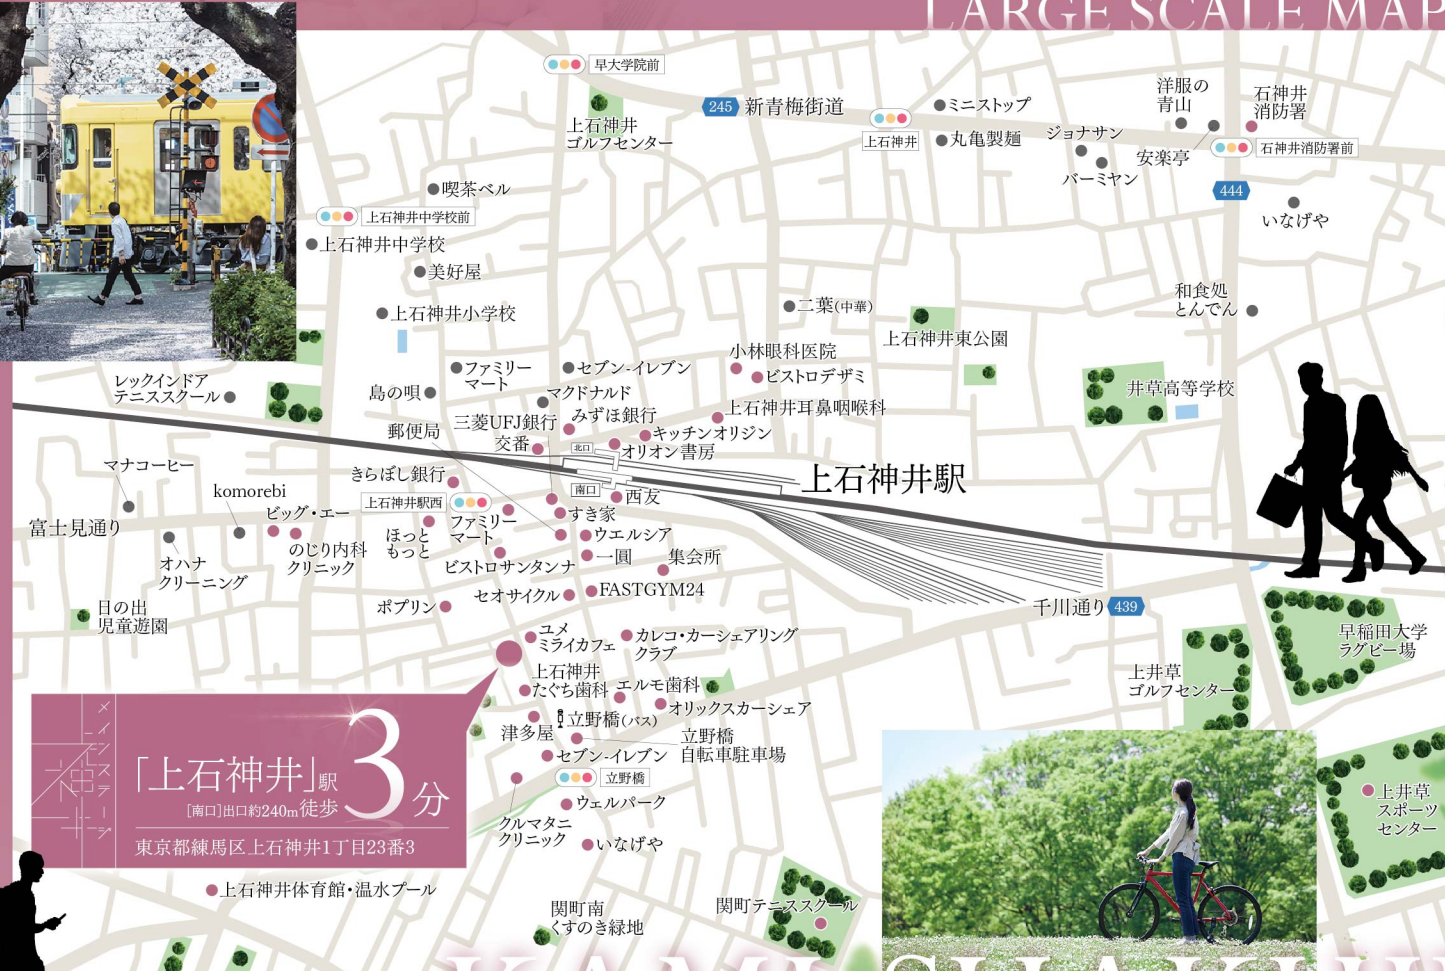 LARGE SCALE MAP
早大学院前
245 新青梅街道
ミニストップ
洋服の
青山
石神井
消防署
上石神井
ゴルフセンター
上石神井
丸亀製麺
ジョナサン
安楽亭
石神井消防署前
バーミヤン
喫茶ベル
444
上石神井中学校前
いなげや
上石神井中学校
美好屋
上石神井小学校
二葉(中華)
和食処
とんでん
上石神井東公園
小林眼科医院
ファミリー
マート
セブン-イレブン
ビストロデザミ
レックインドア
テニススクール
島の唄
マクドナルド
井草高等学校
三菱UFJ銀行
みずほ銀行
上石神井耳鼻咽喉科
郵便局
交番
キッチンオリジン
北口
オリオン書房
マナコーヒー
きらぼし銀行
上石神井駅
komorebi
上石神井駅西
南口
西友
ビッグ・エー
ファミリー
マート
すき家
富士見通り
ほっと
もっと
ウエルシア
のじり内科
クリニック
一圓
集会所
オハナ
クリーニング
ビストロサンタンナ
セオサイクル
FASTGYM24
日の出
児童遊園
ポプリン
千川通り 439
ユメ
ミライカフェ
カレコ・カーシェアリング
クラブ
早稲田大学
ラグビー場
上石神井
たぐち歯科
エルモ歯科
上井草
ゴルフセンター
オリックスカーシェア
津多屋
立野橋(バス)
立野橋
自転車駐車場
セブン-イレブン
立野橋
メインステージ
「上石神井」駅
[南口]出口約240m徒歩3分
東京都練馬区上石神井1丁目23番3
ウェルパーク
クルマタニ
クリニック
いなげや
上井草
スポーツ
センター
上石神井体育館・温水プール
関町南
くすのき緑地
関町テニススクール